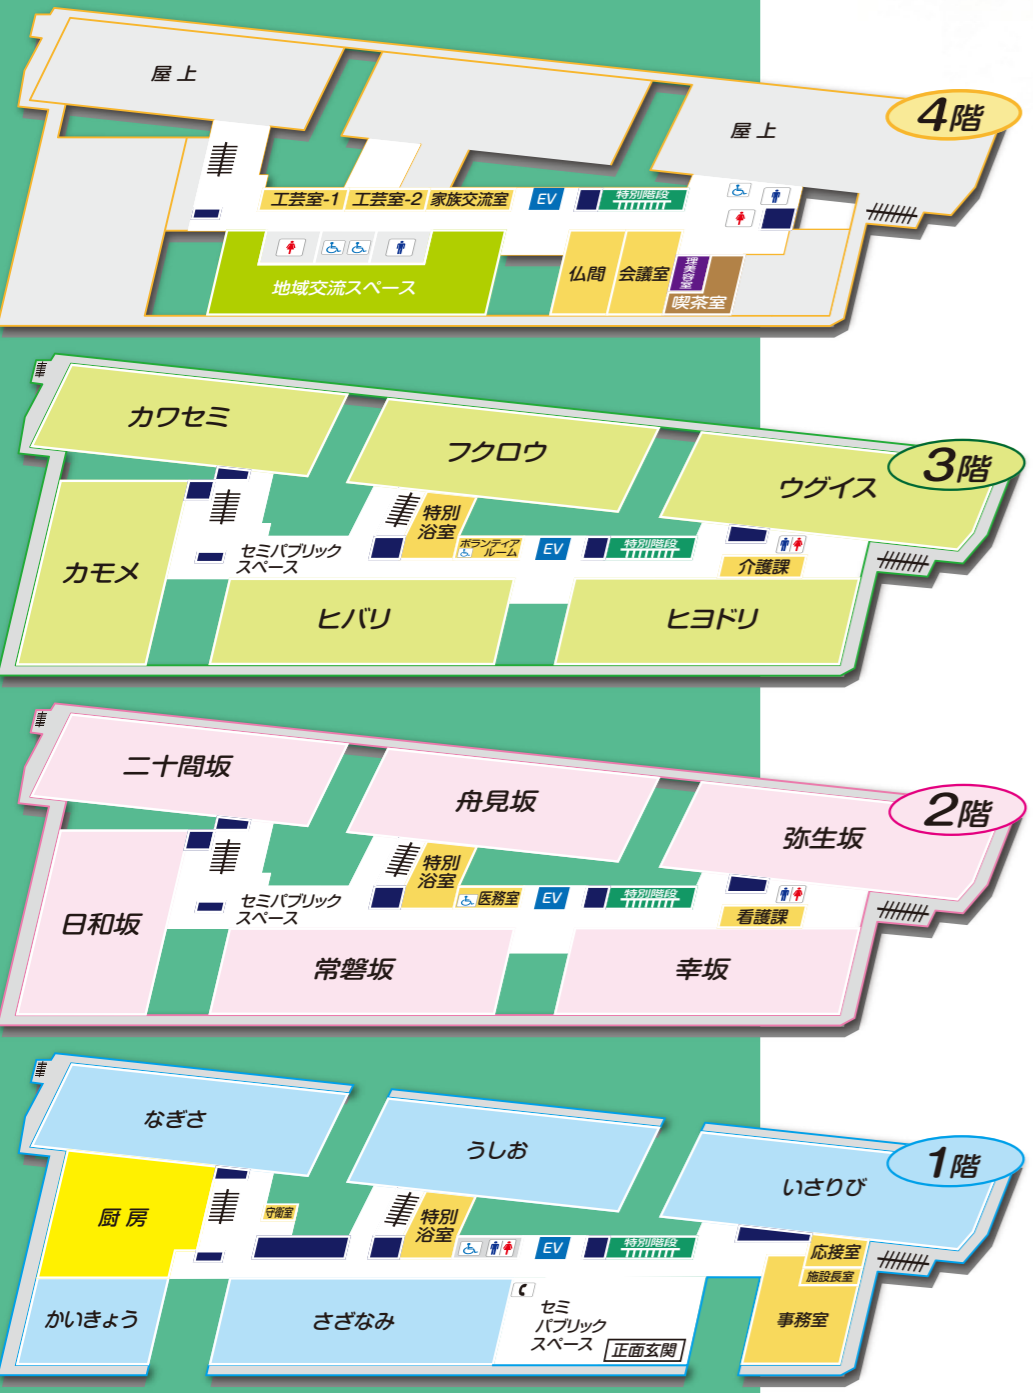 屋上
4階
屋上
工芸室-1
工芸室-2
家族交流室
EV
特別階段
地域交流スペース
仏間
会議室
理美容室
喫茶室
カワセミ
フクロウ
3階
ウグイス
特別
浴室
セミパブリック
スペース
ボランティア
ルーム
EV
特別階段
介護課
カモメ
ヒバリ
ヒヨドリ
二十間坂
舟見坂
2階
弥生坂
特別
浴室
セミパブリック
スペース
医務室
EV
特別階段
看護課
日和坂
常磐坂
幸坂
なぎさ
うしお
1階
いさりび
厨房
守衛室
特別
浴室
EV
特別階段
応接室
施設長室
かいきょう
さざなみ
セミ
パブリック
スペース
正面玄関
事務室